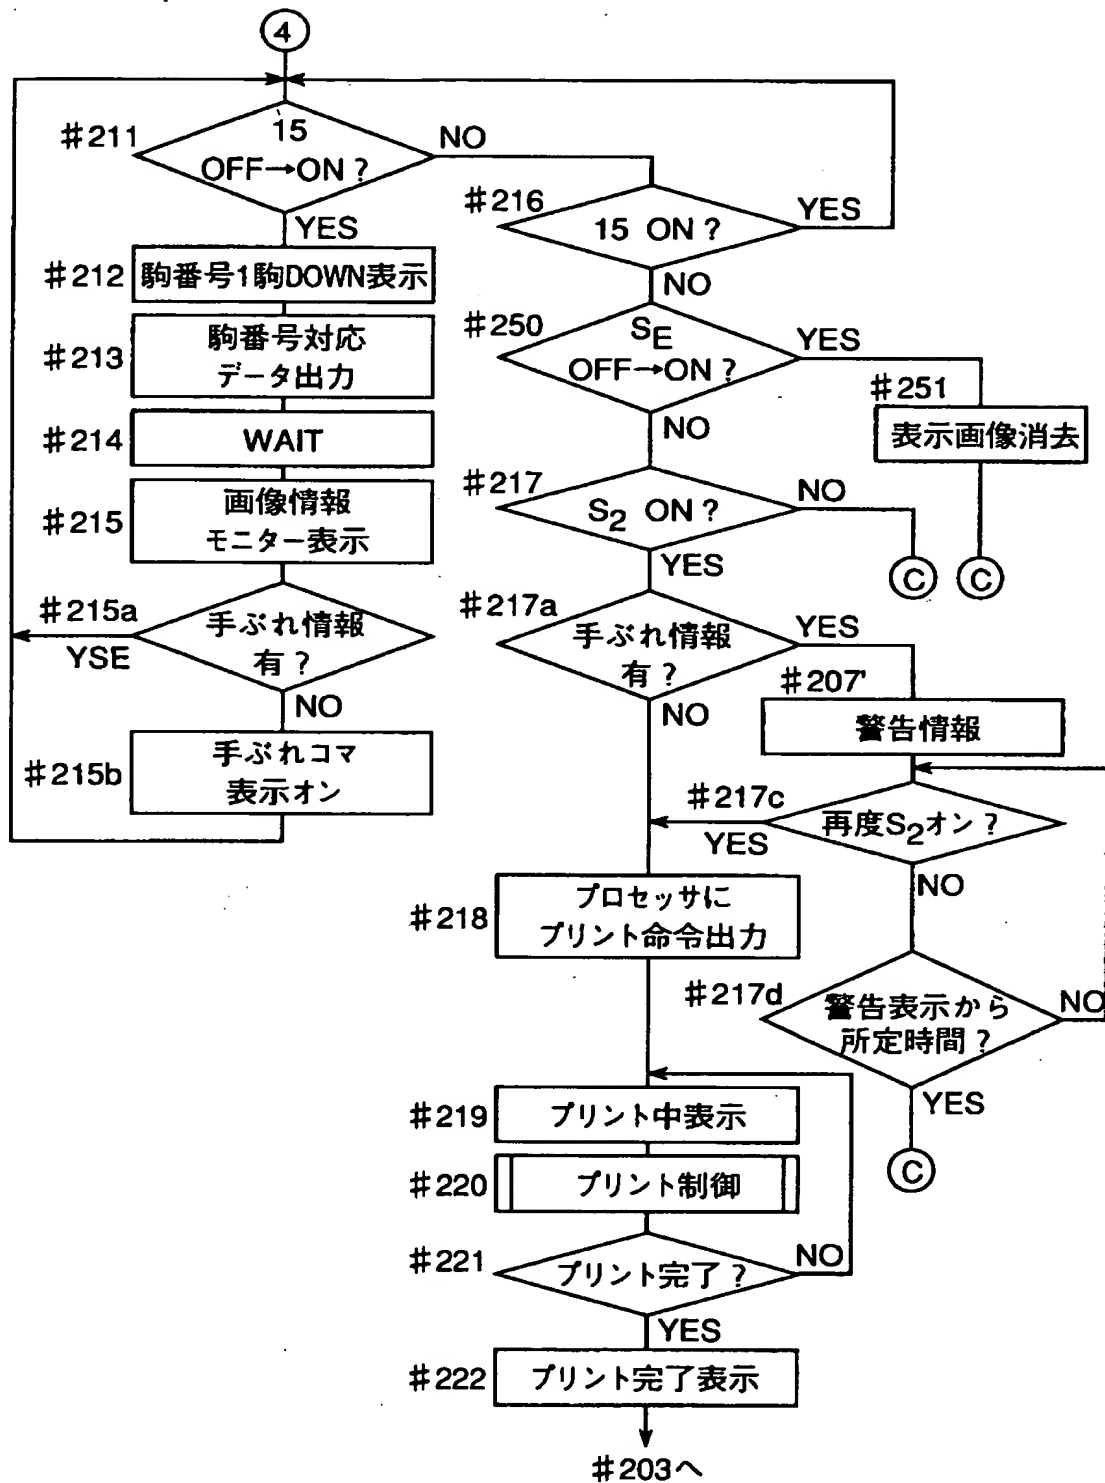 4
#211
15
OFF→ON?
NO
YES
#212
駒番号1駒DOWN表示
#213
駒番号対応
データ出力
#214
WAIT
#215
画像情報
モニター表示
#215a
手ぶれ情報
有?
YSE
NO
#215b
手ぶれコマ
表示オン
#216
15 ON?
YES
NO
#250
SE
OFF→ON?
YES
NO
#251
表示画像消去
#217
S2 ON?
NO
YES
C
C
#217a
手ぶれ情報
有?
YES
NO
#207'
警告情報
#217c
再度S2オン?
YES
NO
#218
プロセッサに
プリント命令出力
#217d
警告表示から
所定時間?
NO
YES
C
#219
プリント中表示
#220
プリント制御
#221
プリント完了?
NO
YES
#222
プリント完了表示
#203へ